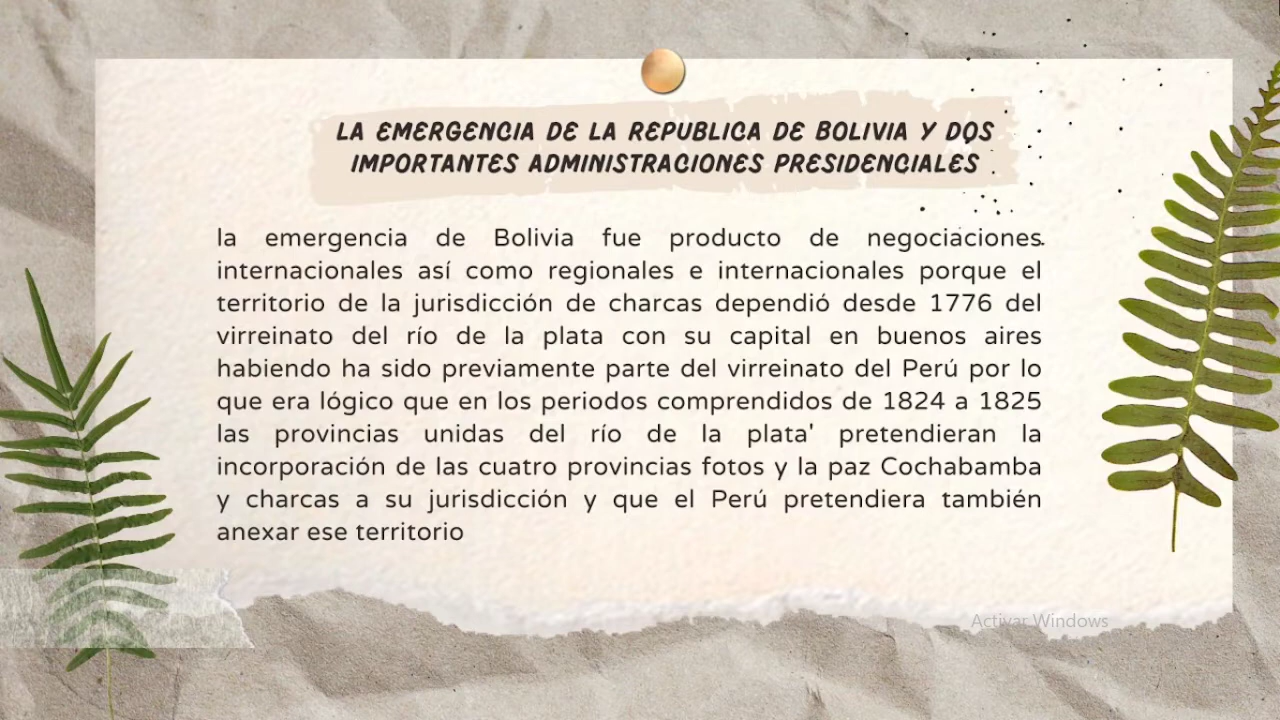 LA EMERGENCIA DE LA REPUBLICA DE BOLIVIA Y DOS
IMPORTANTES ADMINISTRACIONES PRESIDENCIALES
la emergencia de Bolivia fue producto de negociaciones
internacionales así como regionales e internacionales porque el
territorio de la jurisdicción de charcas dependió desde 1776 del
virreinato del río de la plata con su capital en buenos aires
habiendo ha sido previamente parte del virreinato del Perú por lo
que era lógico que en los periodos comprendidos de 1824 a 1825
las provincias unidas del río de la plata' pretendieran la
incorporación de las cuatro provincias fotos y la paz Cochabamba
y charcas a su jurisdicción y que el Perú pretendiera también
anexar ese territorio
Activar Windows